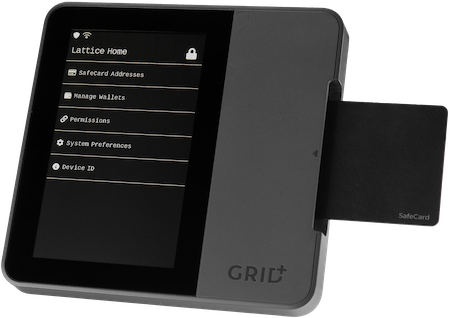 Lattice Home
SafeCard Addresses
Manage Wallets
Permissions
System Preferences
Device ID
GRID+
SafeCard